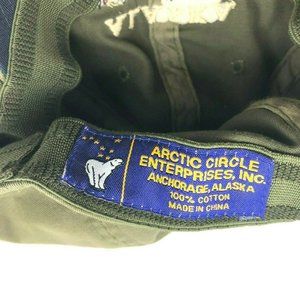 ARCTIC CIRCLE
ENTERPRISES, INC.
ANCHORAGE, ALASKA
100% COTTON
MADE IN CHINA